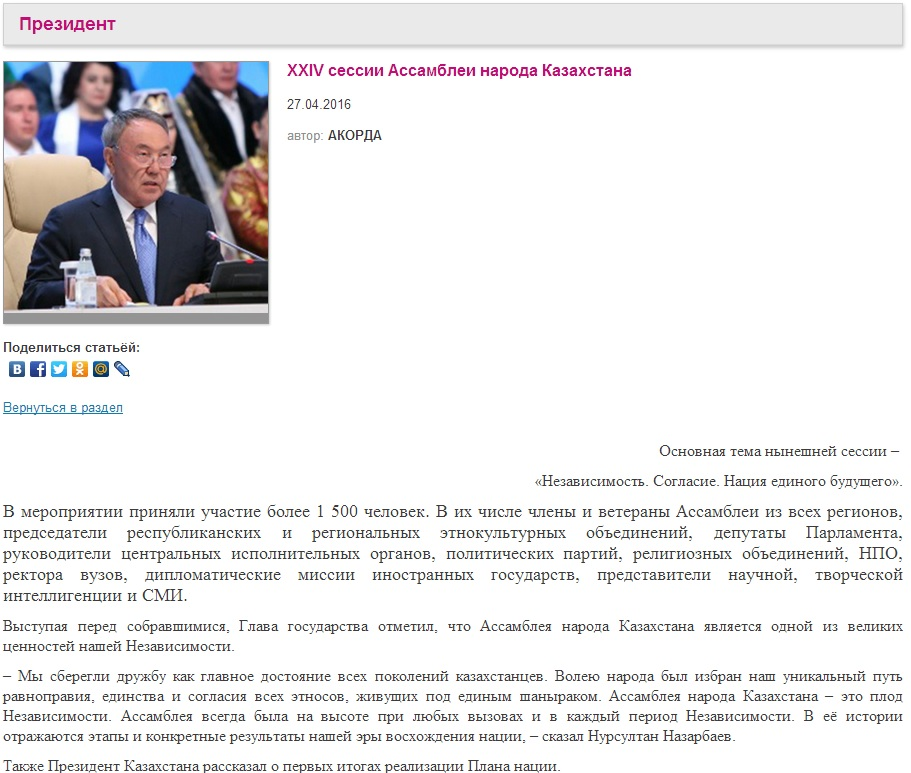 Президент
XXIV сессии Ассамблеи народа Казахстана
27.04.2016
автор: АКОРДА
Поделиться статьёй:
Вернуться в раздел
Основная тема нынешней сессии –
«Независимость. Согласие. Нация единого будущего».
В мероприятии приняли участие более 1 500 человек. В их числе члены и ветераны Ассамблеи из всех регионов,
председатели республиканских и региональных этнокультурных объединений, депутаты Парламента,
руководители центральных исполнительных органов, политических партий, религиозных объединений, НПО,
ректора вузов, дипломатические миссии иностранных государств, представители научной, творческой
интеллигенции и СМИ.
Выступая перед собравшимися, Глава государства отметил, что Ассамблея народа Казахстана является одной из великих
ценностей нашей Независимости.
– Мы сберегли дружбу как главное достояние всех поколений казахстанцев. Волею народа был избран наш уникальный путь
равноправия, единства и согласия всех этносов, живущих под единым шаныраком. Ассамблея народа Казахстана – это плод
Независимости. Ассамблея всегда была на высоте при любых вызовах и в каждый период Независимости. В её истории
отражаются этапы и конкретные результаты нашей эры восхождения нации, – сказал Нурсултан Назарбаев.
Также Президент Казахстана рассказал о первых итогах реализации Плана нации.